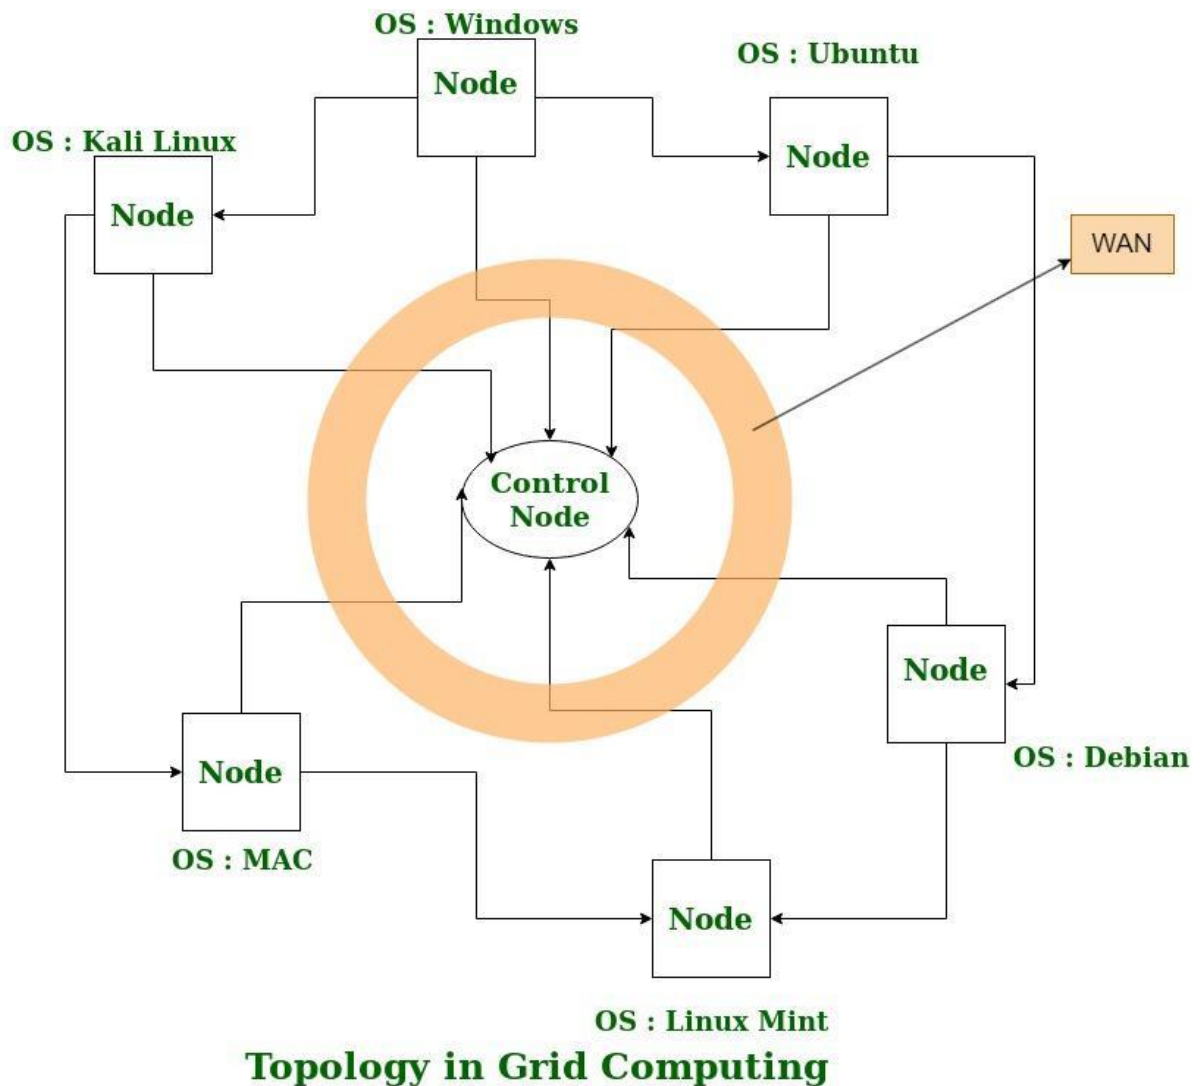 OS : Windows
Node
OS : Ubuntu
Node
OS : Kali Linux
Node
WAN
Control
Node
Node
OS : Debian
Node
OS : MAC
Node
OS : Linux Mint
Topology in Grid Computing